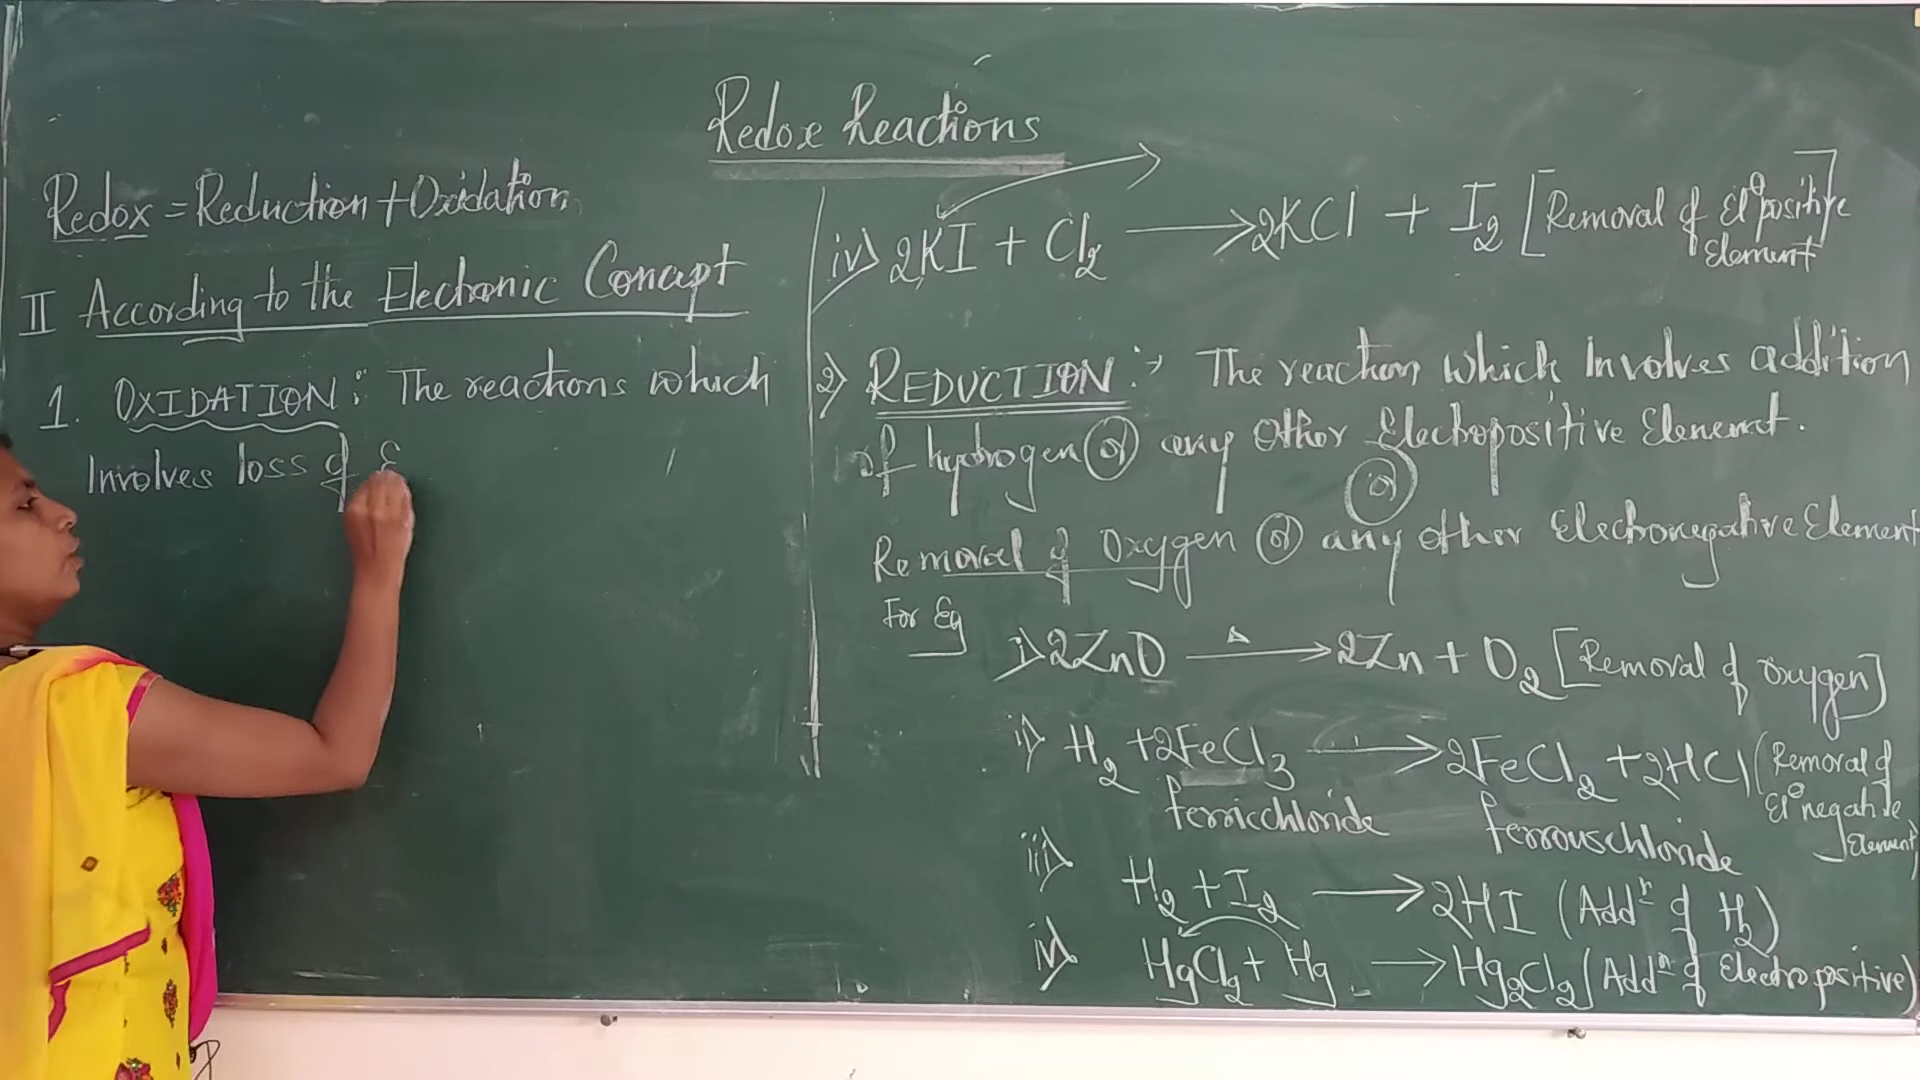 Redox Reactions
Redox = Reduction + Oxidation
II According to the Electronic Concept
1. OXIDATION :- The reactions which
Involves loss of E
iv) 2KI + Cl2 → 2KCl + I2 [Removal of El⊖positive
Element]
2) REDUCTION :- The reaction which Involves addition
of hydrogen (or) any other Electropositive Element.
(or)
Removal of Oxygen (or) any other Electronegative Element
For Eg
i) 2ZnO —Δ→ 2Zn + O2 [Removal of oxygen]
ii) H2 + 2FeCl3 → 2FeCl2 + 2HCl (Removal of
El⊖negative
Element)
ferricchloride ferrouschloride
iii) H2 + I2 → 2HI (Addn of H2)
iv) HgCl2 + Hg → Hg2Cl2 (Addn of Electropositive)